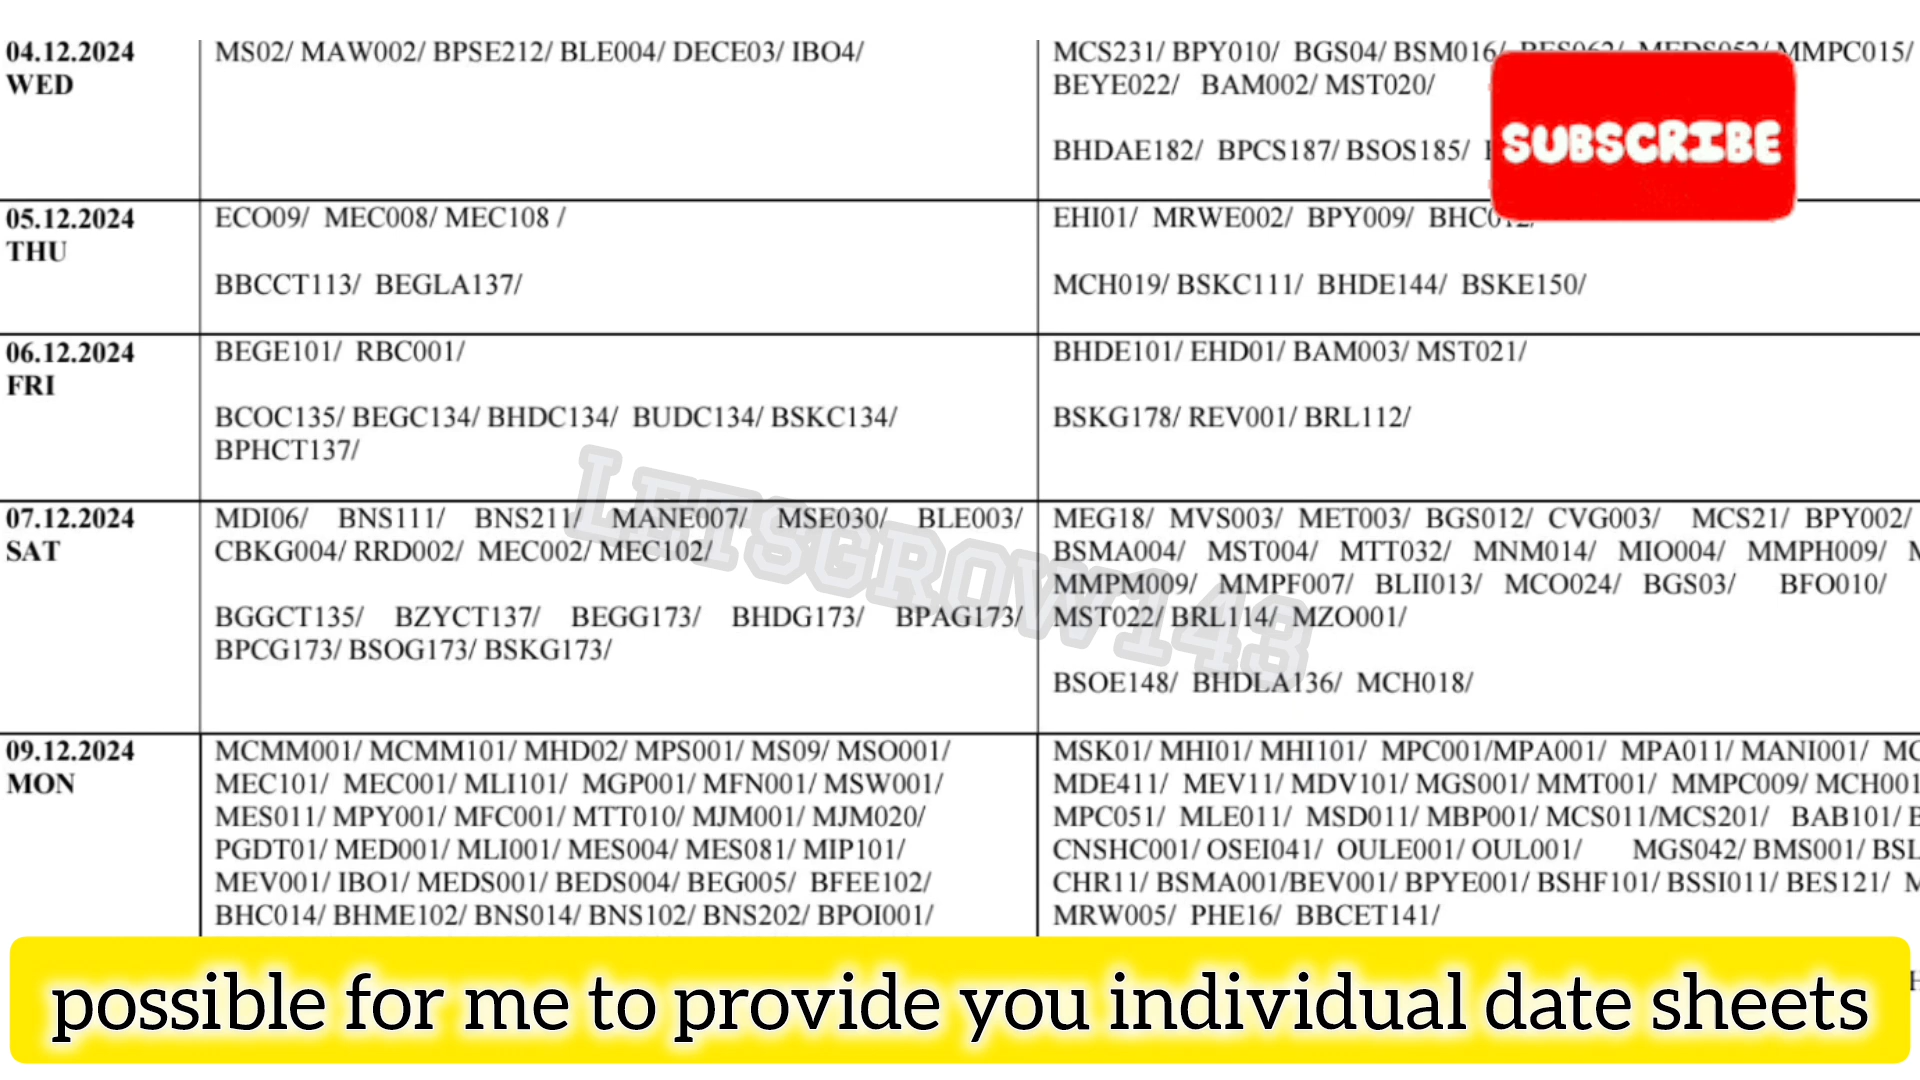 04.12.2024
WED
MS02/ MAW002/ BPSE212/ BLE004/ DECE03/ IBO4/
MCS231/ BPY010/ BGS04/ BSM016/ BES062/ MEDS052/ MMPC015/
BEYE022/ BAM002/ MST020/
BHDAE182/ BPCS187/ BSOS185/
SUBSCRIBE
05.12.2024
THU
ECO09/ MEC008/ MEC108 /
BBCCT113/ BEGLA137/
EHI01/ MRWE002/ BPY009/ BHC012/
MCH019/ BSKC111/ BHDE144/ BSKE150/
06.12.2024
FRI
BEGE101/ RBC001/
BCOC135/ BEGC134/ BHDC134/ BUDC134/ BSKC134/
BPHCT137/
BHDE101/ EHD01/ BAM003/ MST021/
BSKG178/ REV001/ BRL112/
07.12.2024
SAT
MDI06/ BNS111/ BNS211/ MANE007/ MSE030/ BLE003/
CBKG004/ RRD002/ MEC002/ MEC102/
BGGCT135/ BZYCT137/ BEGG173/ BHDG173/ BPAG173/
BPCG173/ BSOG173/ BSKG173/
MEG18/ MVS003/ MET003/ BGS012/ CVG003/ MCS21/ BPY002/
BSMA004/ MST004/ MTT032/ MNM014/ MIO004/ MMPH009/
MMPM009/ MMPF007/ BLII013/ MCO024/ BGS03/ BFO010/
MST022/ BRL114/ MZO001/
BSOE148/ BHDLA136/ MCH018/
LETSGROW143
09.12.2024
MON
MCMM001/ MCMM101/ MHD02/ MPS001/ MS09/ MSO001/
MEC101/ MEC001/ MLI101/ MGP001/ MFN001/ MSW001/
MES011/ MPY001/ MFC001/ MTT010/ MJM001/ MJM020/
PGDT01/ MED001/ MLI001/ MES004/ MES081/ MIP101/
MEV001/ IBO1/ MEDS001/ BEDS004/ BEG005/ BFEE102/
BHC014/ BHME102/ BNS014/ BNS102/ BNS202/ BPOI001/
MSK01/ MHI01/ MHI101/ MPC001/MPA001/ MPA011/ MANI001/
MDE411/ MEV11/ MDV101/ MGS001/ MMT001/ MMPC009/ MCH001
MPC051/ MLE011/ MSD011/ MBP001/ MCS011/MCS201/ BAB101/
CNSHC001/ OSEI041/ OULE001/ OUL001/ MGS042/ BMS001/ BSL
CHR11/ BSMA001/BEV001/ BPYE001/ BSHF101/ BSSI011/ BES121/
MRW005/ PHE16/ BBCET141/
possible for me to provide you individual date sheets